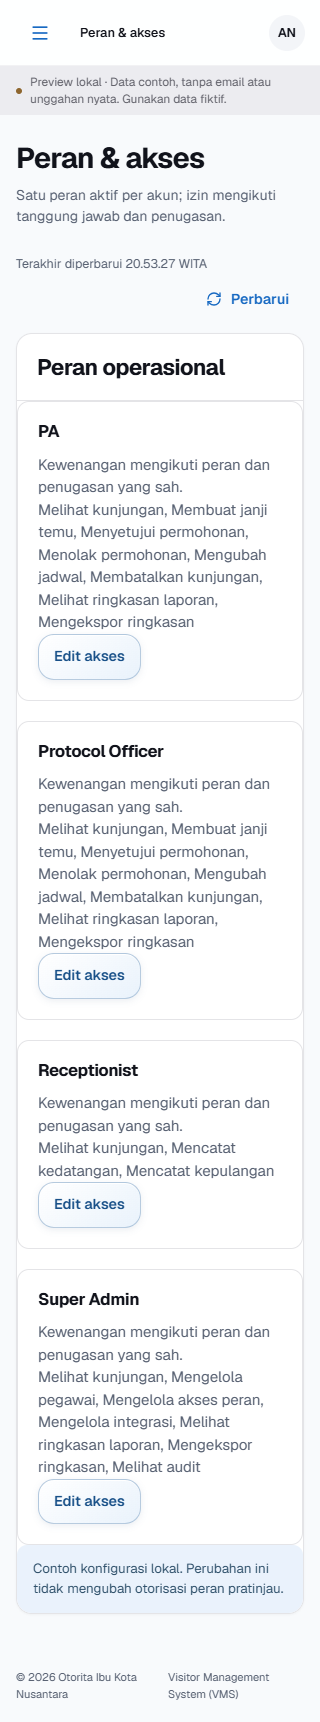 Peran & akses
AN
Preview lokal · Data contoh, tanpa email atau
unggahan nyata. Gunakan data fiktif.
Peran & akses
Satu peran aktif per akun; izin mengikuti
tanggung jawab dan penugasan.
Terakhir diperbarui 20.53.27 WITA
Perbarui
Peran operasional
PA
Kewenangan mengikuti peran dan
penugasan yang sah.
Melihat kunjungan, Membuat janji
temu, Menyetujui permohonan,
Menolak permohonan, Mengubah
jadwal, Membatalkan kunjungan,
Melihat ringkasan laporan,
Mengekspor ringkasan
Edit akses
Protocol Officer
Kewenangan mengikuti peran dan
penugasan yang sah.
Melihat kunjungan, Membuat janji
temu, Menyetujui permohonan,
Menolak permohonan, Mengubah
jadwal, Membatalkan kunjungan,
Melihat ringkasan laporan,
Mengekspor ringkasan
Edit akses
Receptionist
Kewenangan mengikuti peran dan
penugasan yang sah.
Melihat kunjungan, Mencatat
kedatangan, Mencatat kepulangan
Edit akses
Super Admin
Kewenangan mengikuti peran dan
penugasan yang sah.
Melihat kunjungan, Mengelola
pegawai, Mengelola akses peran,
Mengelola integrasi, Melihat
ringkasan laporan, Mengekspor
ringkasan, Melihat audit
Edit akses
Contoh konfigurasi lokal. Perubahan ini
tidak mengubah otorisasi peran pratinjau.
© 2026 Otorita Ibu Kota
Nusantara
Visitor Management
System (VMS)